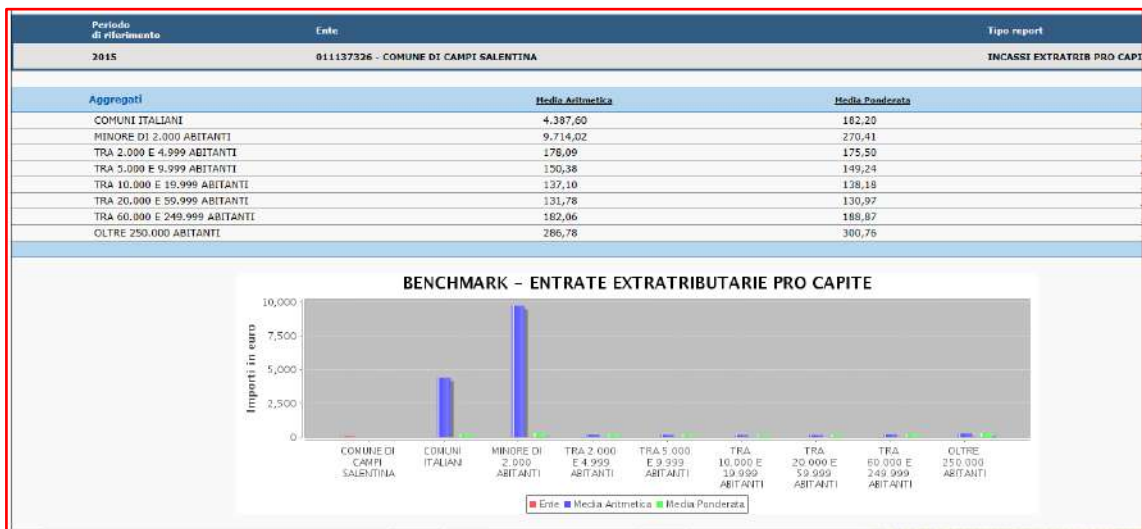 Periodo di riferimento Ente Tipo report
2015 011137326 - COMUNE DI CAMPI SALENTINA INCASSI EXTRATRIB PRO CAPI
Aggregati Media Aritmetica Media Ponderata
COMUNI ITALIANI 4.387,60 182,20
MINORE DI 2.000 ABITANTI 9.714,02 270,41
TRA 2.000 E 4.999 ABITANTI 178,09 175,50
TRA 5.000 E 9.999 ABITANTI 150,38 149,24
TRA 10.000 E 19.999 ABITANTI 137,10 138,18
TRA 20.000 E 59.999 ABITANTI 131,78 130,97
TRA 60.000 E 249.999 ABITANTI 182,06 188,87
OLTRE 250.000 ABITANTI 286,78 300,76
BENCHMARK - ENTRATE EXTRATRIBUTARIE PRO CAPITE
Importi in euro
10,000
7,500
5,000
2,500
0
COMUNE DI CAMPI SALENTINA
COMUNI ITALIANI
MINORE DI 2.000 ABITANTI
TRA 2.000 E 4.999 ABITANTI
TRA 5.000 E 9.999 ABITANTI
TRA 10.000 E 19.999 ABITANTI
TRA 20.000 E 59.999 ABITANTI
TRA 60.000 E 249.999 ABITANTI
OLTRE 250.000 ABITANTI
Ente Media Aritmetica Media Ponderata